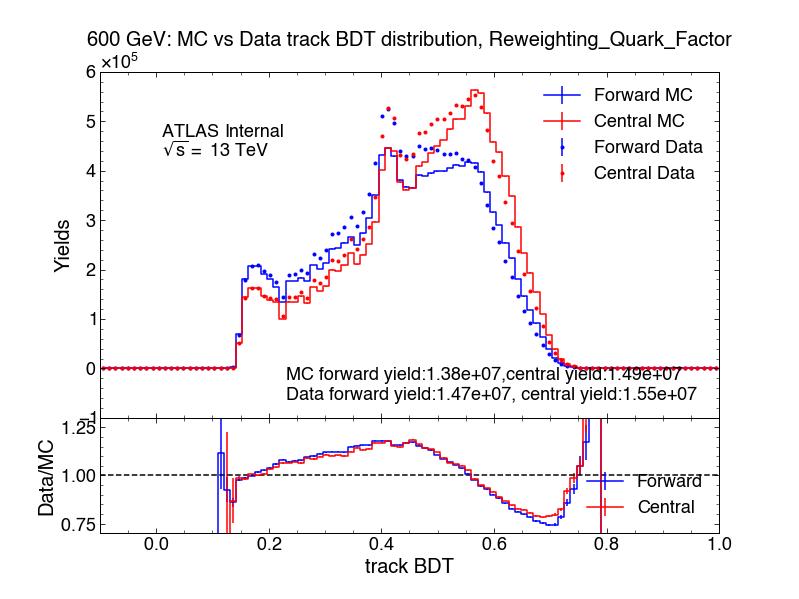 600 GeV: MC vs Data track BDT distribution, Reweighting_Quark_Factor
×10⁵
6
5
4
3
2
1
0
−1
Yields
ATLAS Internal
√s = 13 TeV
Forward MC
Central MC
Forward Data
Central Data
MC forward yield:1.38e+07,central yield:1.49e+07
Data forward yield:1.47e+07, central yield:1.55e+07
1.25
1.00
0.75
Data/MC
Forward
Central
0.0 0.2 0.4 0.6 0.8 1.0
track BDT